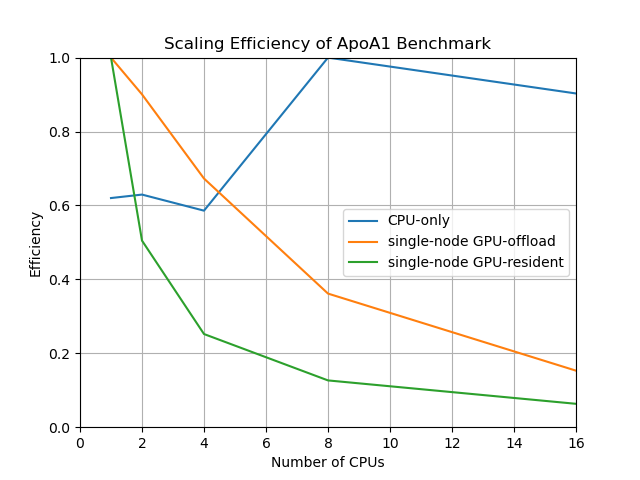 Scaling Efficiency of ApoA1 Benchmark
1.0
0.8
0.6
0.4
0.2
0.0
Efficiency
CPU-only
single-node GPU-offload
single-node GPU-resident
0 2 4 6 8 10 12 14 16
Number of CPUs